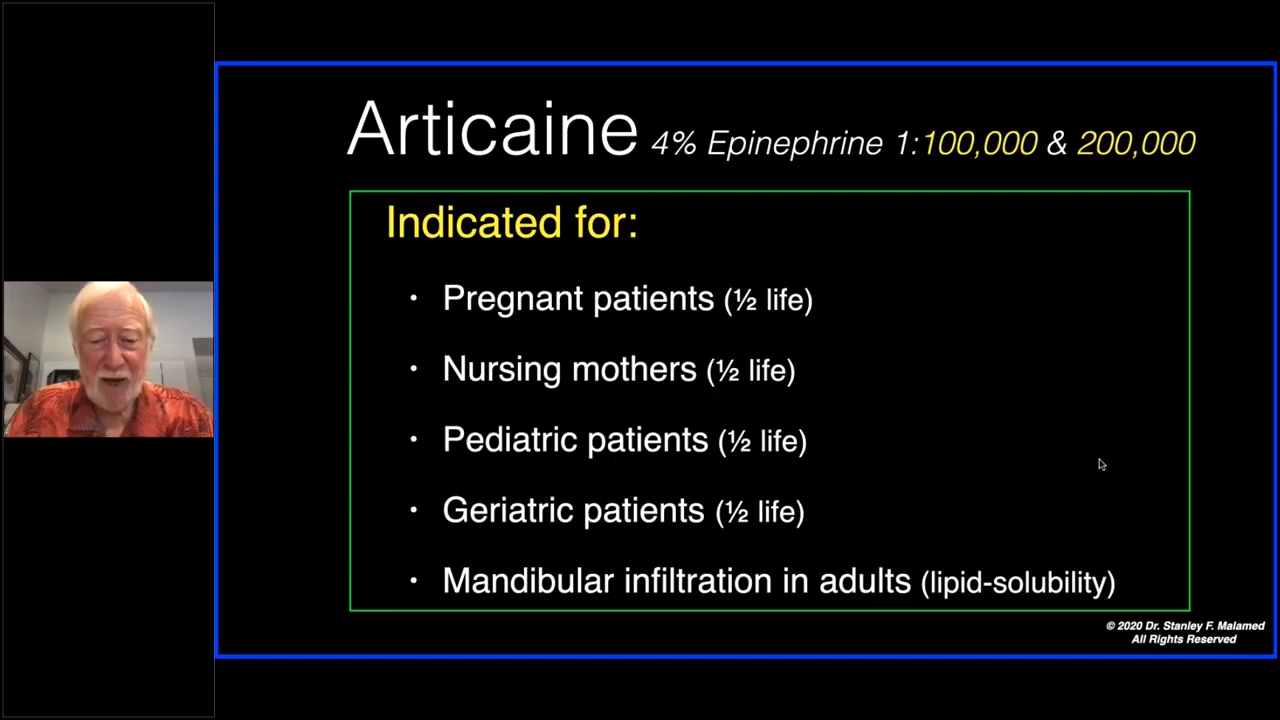 Articaine 4% Epinephrine 1:100,000 & 200,000
Indicated for:
• Pregnant patients (½ life)
• Nursing mothers (½ life)
• Pediatric patients (½ life)
• Geriatric patients (½ life)
• Mandibular infiltration in adults (lipid-solubility)
© 2020 Dr. Stanley F. Malamed
All Rights Reserved